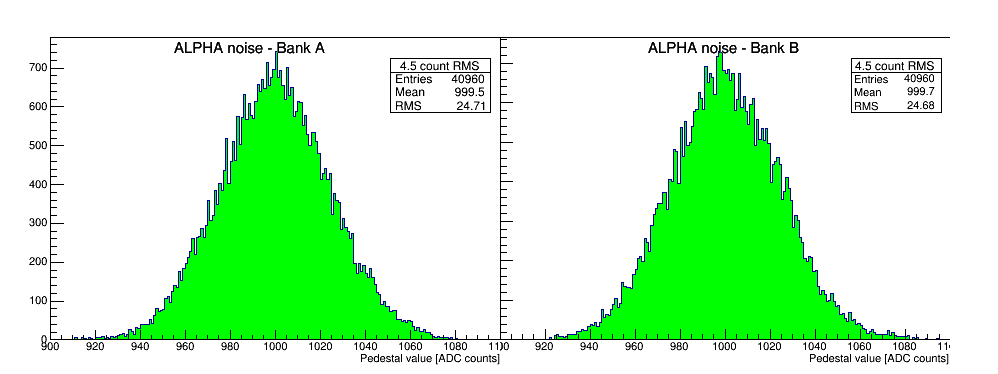 ALPHA noise - Bank A
4.5 count RMS
Entries 40960
Mean 999.5
RMS 24.71
700
600
500
400
300
200
100
0
900 920 940 960 980 1000 1020 1040 1060 1080 110
Pedestal value [ADC counts]
ALPHA noise - Bank B
4.5 count RMS
Entries 40960
Mean 999.7
RMS 24.68
920 940 960 980 1000 1020 1040 1060 1080 11
Pedestal value [ADC counts]